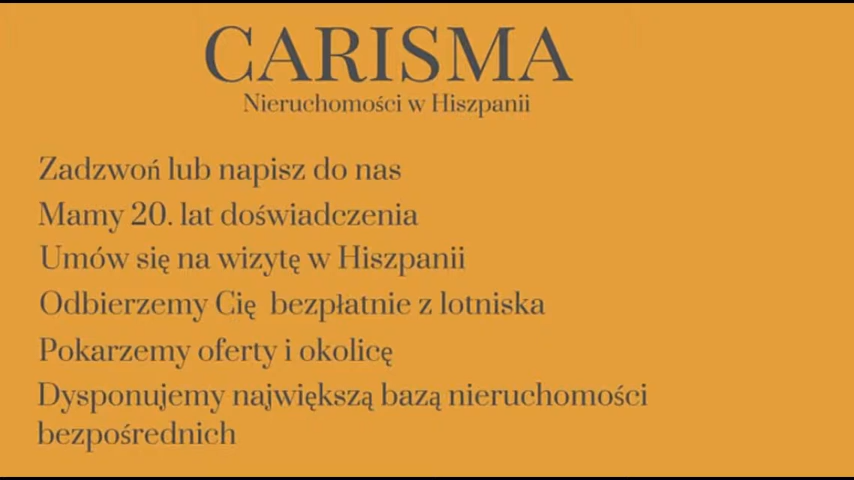 CARISMA
Nieruchomości w Hiszpanii
Zadzwoń lub napisz do nas
Mamy 20. lat doświadczenia
Umów się na wizytę w Hiszpanii
Odbierzemy Cię bezpłatnie z lotniska
Pokarzemy oferty i okolicę
Dysponujemy największą bazą nieruchomości
bezpośrednich